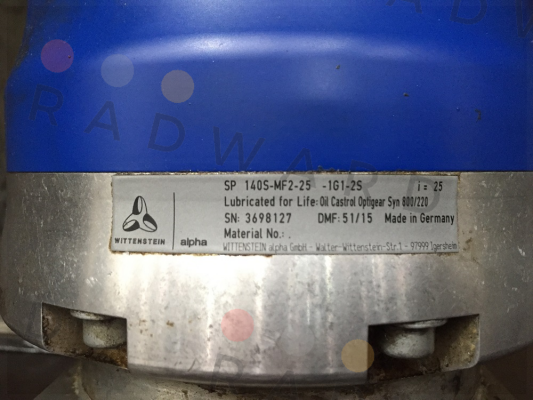 RADWARD
SP 140S-MF2-25 -1G1-2S i = 25
Lubricated for Life: Oil Castrol Optigear Syn 800/220
SN: 3698127 DMF: 51/15 Made in Germany
Material No.: .
WITTENSTEIN alpha GmbH - Walter-Wittenstein-Str.1 - 97999 Igersheim
WITTENSTEIN
alpha